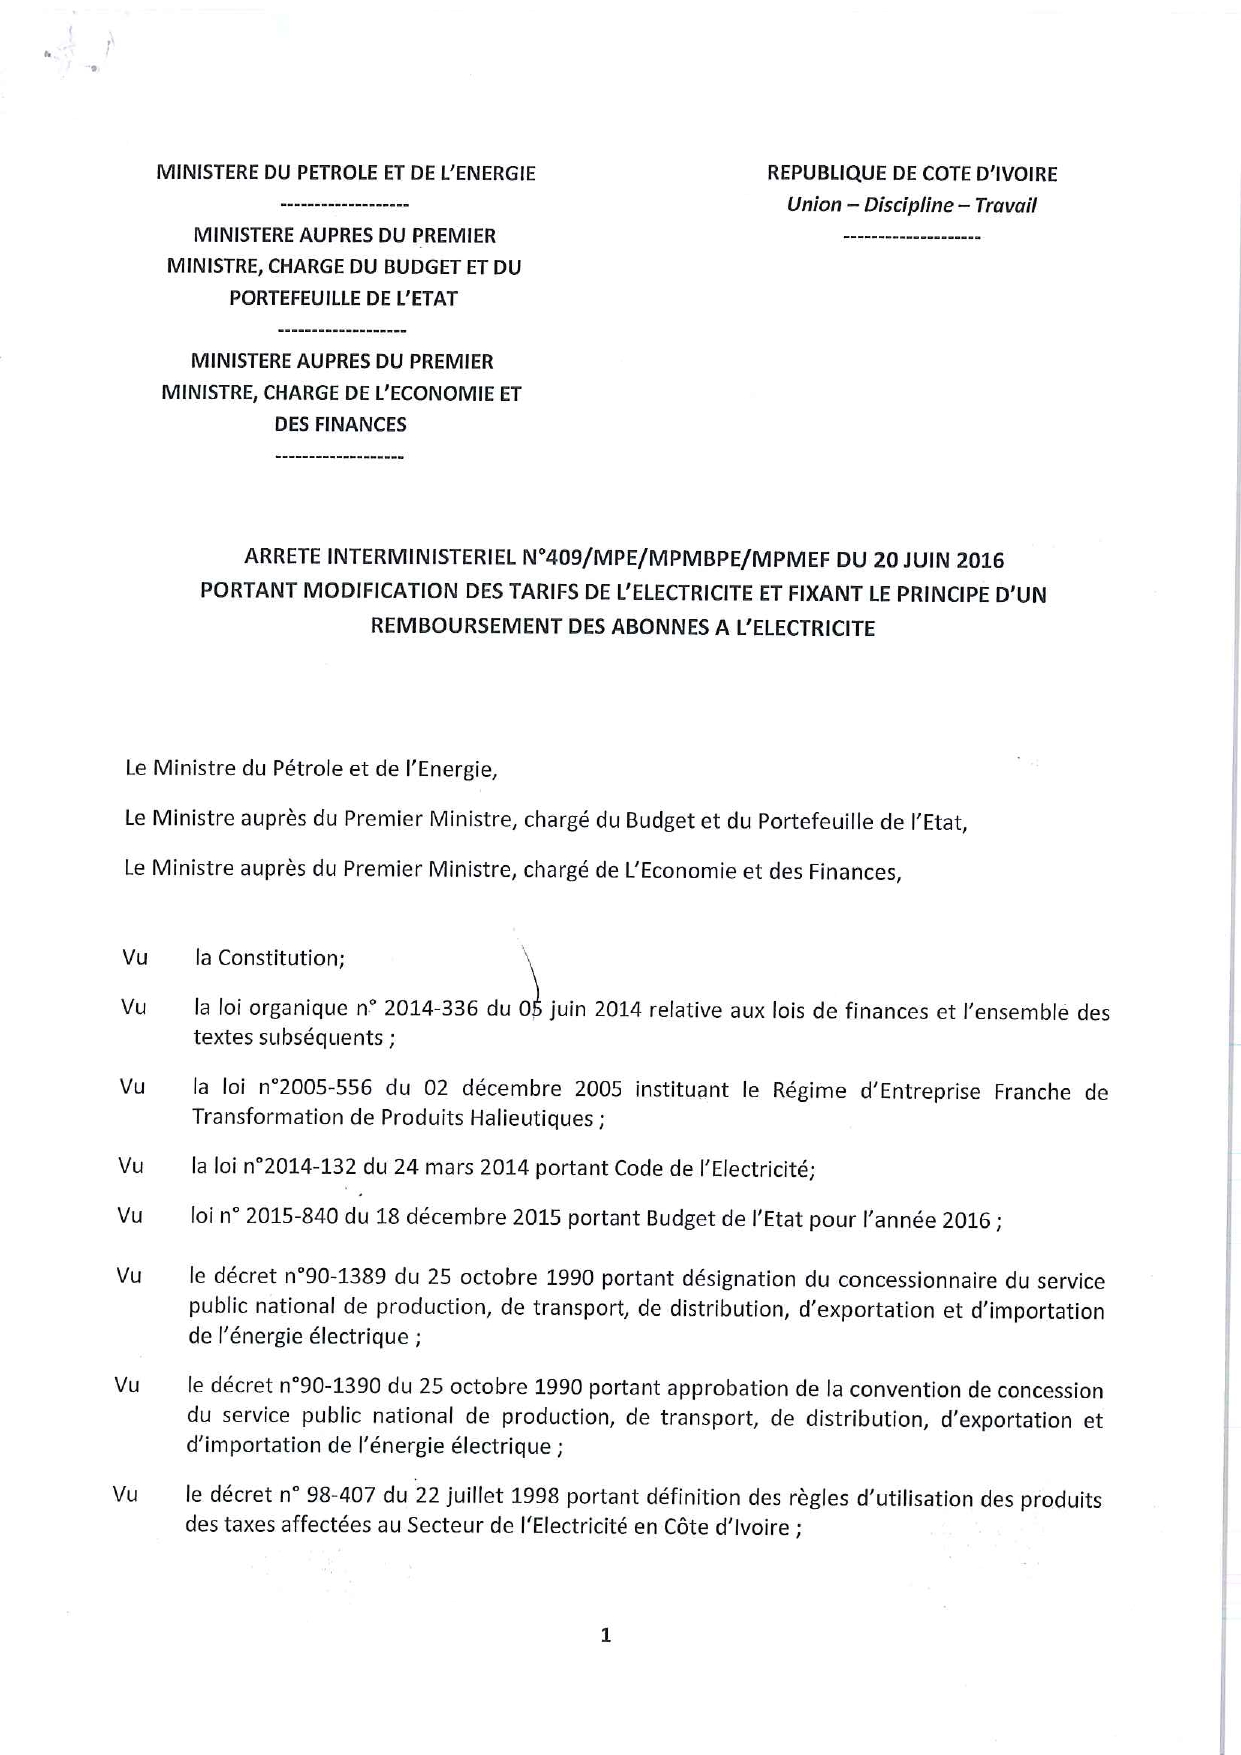 MINISTERE DU PETROLE ET DE L'ENERGIE
-------------------
MINISTERE AUPRES DU PREMIER
MINISTRE, CHARGE DU BUDGET ET DU
PORTEFEUILLE DE L'ETAT
-------------------
MINISTERE AUPRES DU PREMIER
MINISTRE, CHARGE DE L'ECONOMIE ET
DES FINANCES
-------------------
REPUBLIQUE DE COTE D'IVOIRE
Union – Discipline – Travail
--------------------
ARRETE INTERMINISTERIEL N°409/MPE/MPMBPE/MPMEF DU 20 JUIN 2016
PORTANT MODIFICATION DES TARIFS DE L'ELECTRICITE ET FIXANT LE PRINCIPE D'UN
REMBOURSEMENT DES ABONNES A L'ELECTRICITE
Le Ministre du Pétrole et de l'Energie,
Le Ministre auprès du Premier Ministre, chargé du Budget et du Portefeuille de l'Etat,
Le Ministre auprès du Premier Ministre, chargé de L'Economie et des Finances,
Vu la Constitution;
Vu la loi organique n° 2014-336 du 05 juin 2014 relative aux lois de finances et l'ensemble des
textes subséquents ;
Vu la loi n°2005-556 du 02 décembre 2005 instituant le Régime d'Entreprise Franche de
Transformation de Produits Halieutiques ;
Vu la loi n°2014-132 du 24 mars 2014 portant Code de l'Electricité;
Vu loi n° 2015-840 du 18 décembre 2015 portant Budget de l'Etat pour l'année 2016 ;
Vu le décret n°90-1389 du 25 octobre 1990 portant désignation du concessionnaire du service
public national de production, de transport, de distribution, d'exportation et d'importation
de l'énergie électrique ;
Vu le décret n°90-1390 du 25 octobre 1990 portant approbation de la convention de concession
du service public national de production, de transport, de distribution, d'exportation et
d'importation de l'énergie électrique ;
Vu le décret n° 98-407 du 22 juillet 1998 portant définition des règles d'utilisation des produits
des taxes affectées au Secteur de l'Electricité en Côte d'Ivoire ;
1